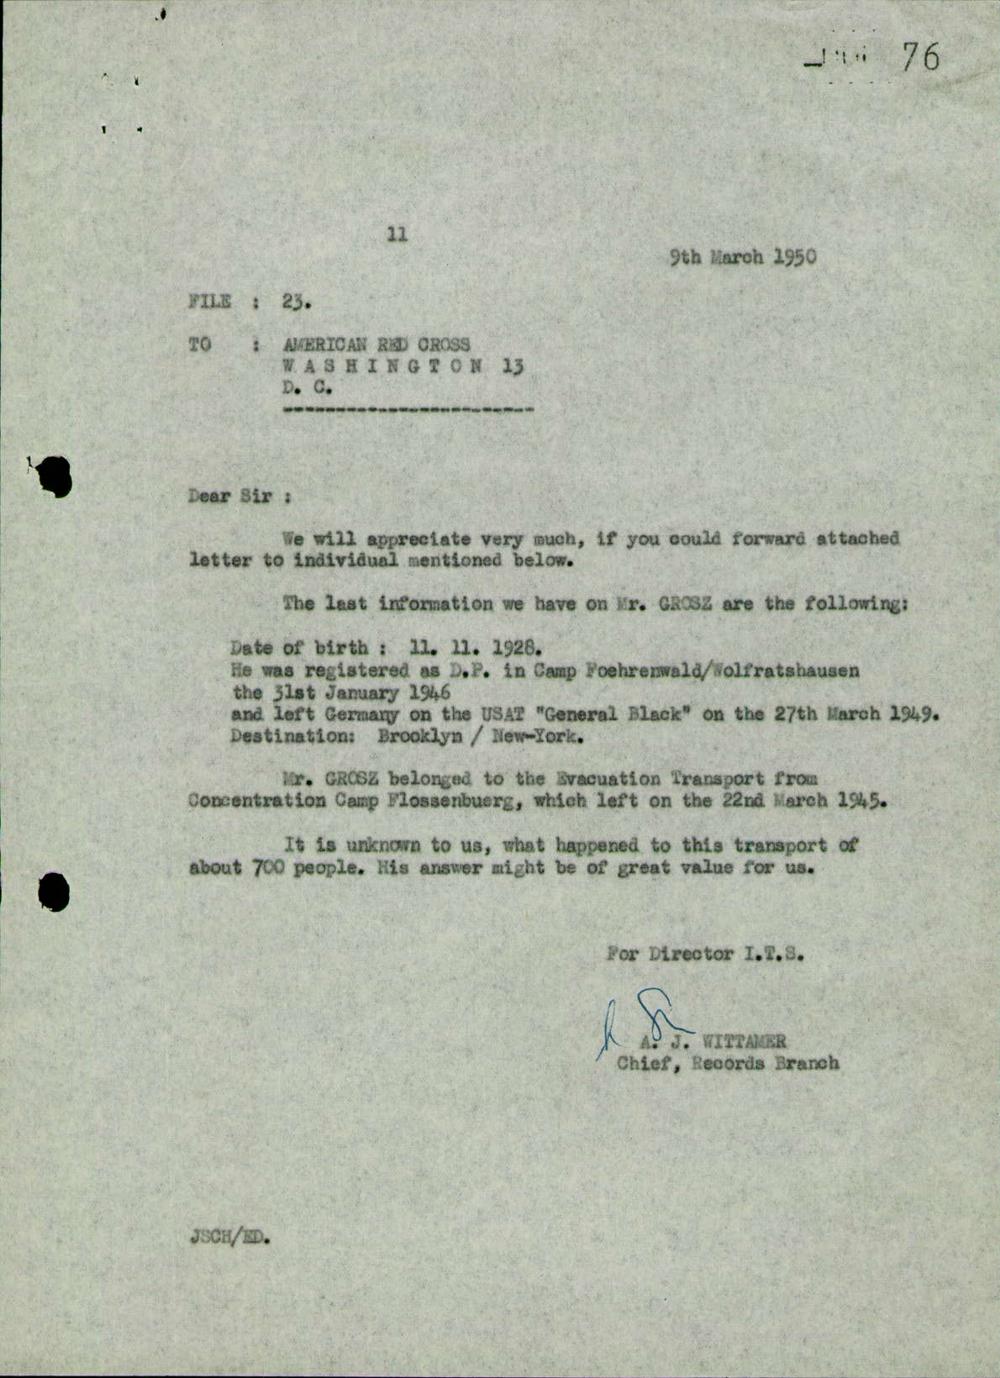 76
11
9th March 1950
FILE : 23.
TO : AMERICAN RED CROSS
W A S H I N G T O N 13
D. C.
Dear Sir :
We will appreciate very much, if you could forward attached
letter to individual mentioned below.
The last information we have on Mr. GROSZ are the following:
Date of birth : 11. 11. 1928.
He was registered as D.P. in Camp Foehrenwald/Wolfratshausen
the 31st January 1946
and left Germany on the USAT "General Black" on the 27th March 1949.
Destination: Brooklyn / New-York.
Mr. GROSZ belonged to the Evacuation Transport from
Concentration Camp Flossenbuerg, which left on the 22nd March 1945.
It is unknown to us, what happened to this transport of
about 700 people. His answer might be of great value for us.
For Director I.T.S.
A. J. WITTAMER
Chief, Records Branch
JSCH/ED.